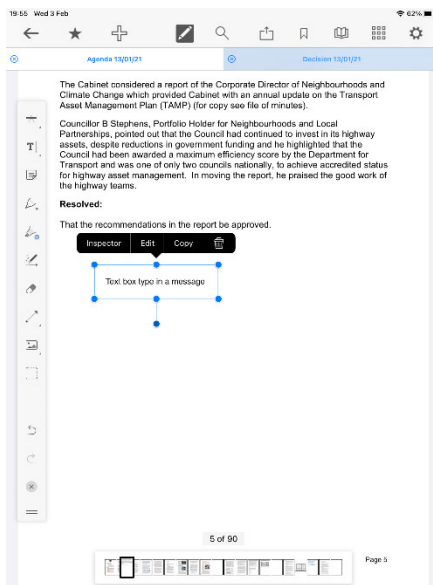 19:55 Wed 3 Feb
62%
Agenda 13/01/21
Decision 13/01/21
The Cabinet considered a report of the Corporate Director of Neighbourhoods and
Climate Change which provided Cabinet with an annual update on the Transport
Asset Management Plan (TAMP) (for copy see file of minutes).
Councillor B Stephens, Portfolio Holder for Neighbourhoods and Local
Partnerships, pointed out that the Council had continued to invest in its highway
assets, despite reductions in government funding and he highlighted that the
Council had been awarded a maximum efficiency score by the Department for
Transport and was one of only two councils nationally, to achieve accredited status
for highway asset management. In moving the report, he praised the good work of
the highway teams.
Resolved:
That the recommendations in the report be approved.
Inspector Edit Copy
Text box type in a message
T
5 of 90
Page 5